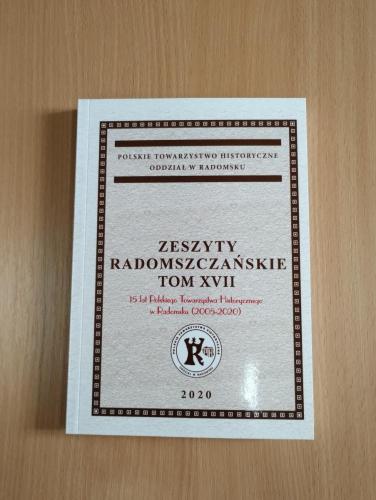 POLSKIE TOWARZYSTWO HISTORYCZNE
ODDZIAŁ W RADOMSKU
ZESZYTY
RADOMSZCZAŃSKIE
TOM XVII
15 lat Polskiego Towarzystwa Historycznego
w Radomsku (2005-2020)
2020